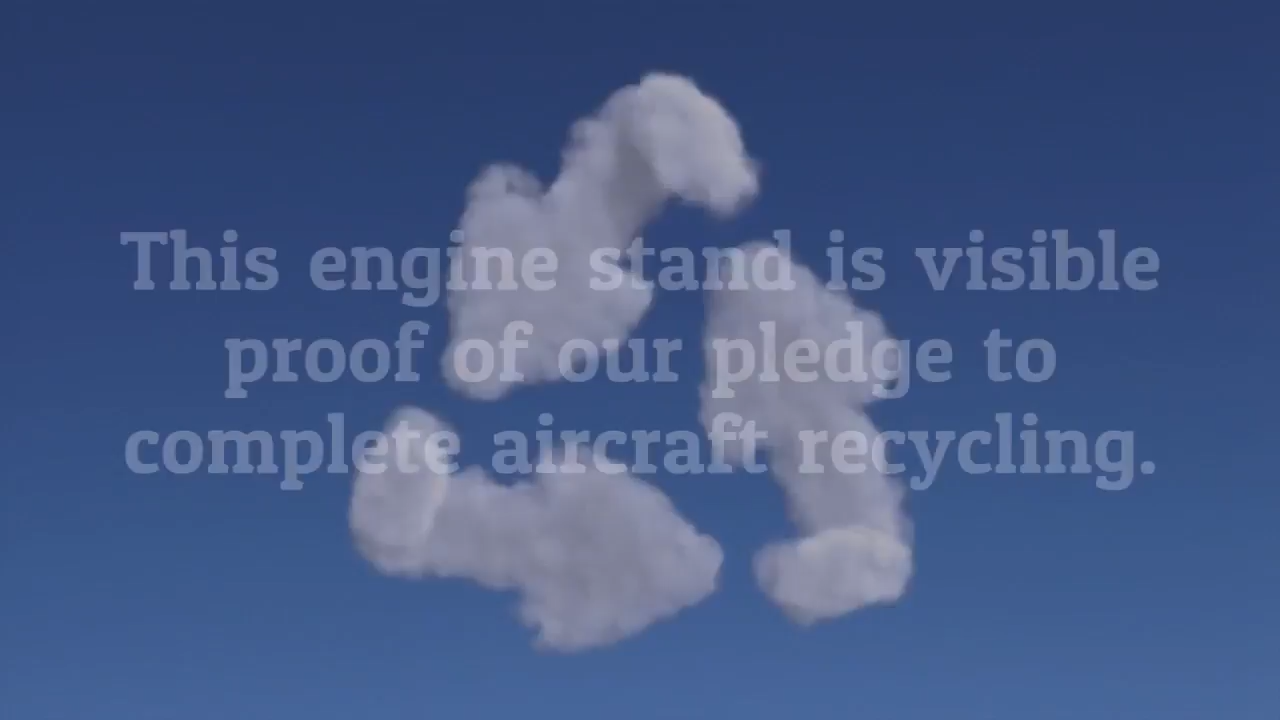 This engine stand is visible
proof of our pledge to
complete aircraft recycling.